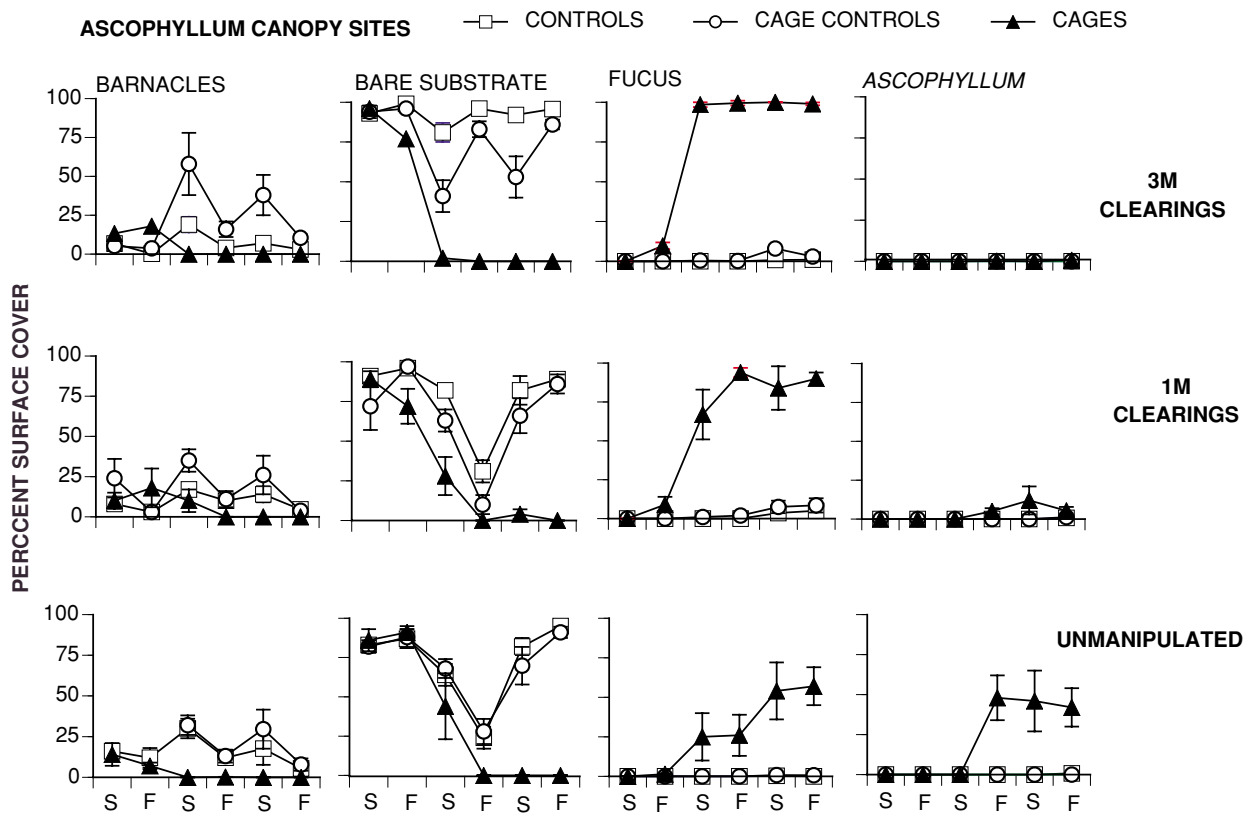 ASCOPHYLLUM CANOPY SITES
CONTROLS CAGE CONTROLS CAGES
BARNACLES BARE SUBSTRATE FUCUS ASCOPHYLLUM
100
75
50
25
0
3M
CLEARINGS
PERCENT SURFACE COVER
100
75
50
25
0
1M
CLEARINGS
100
75
50
25
0
UNMANIPULATED
S F S F S F S F S F S F S F S F S F S F S F S F